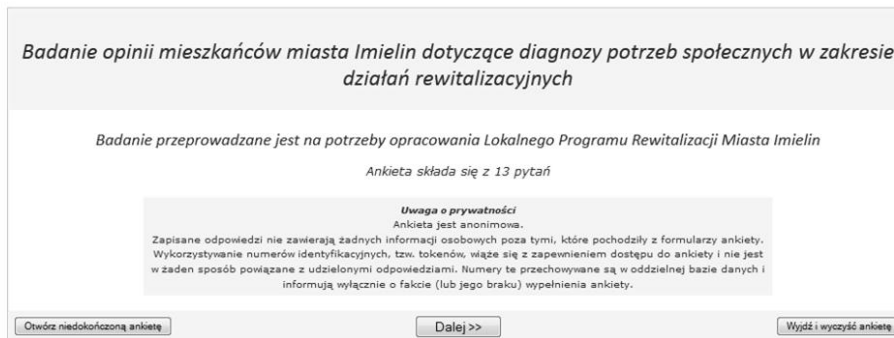 Badanie opinii mieszkańców miasta Imielin dotyczące diagnozy potrzeb społecznych w zakresie
działań rewitalizacyjnych
Badanie przeprowadzane jest na potrzeby opracowania Lokalnego Programu Rewitalizacji Miasta Imielin
Ankieta składa się z 13 pytań
Uwaga o prywatności
Ankieta jest anonimowa.
Zapisane odpowiedzi nie zawierają żadnych informacji osobowych poza tymi, które pochodziły z formularzy ankiety.
Wykorzystywanie numerów identyfikacyjnych, tzw. tokenów, wiąże się z zapewnieniem dostępu do ankiety i nie jest
w żaden sposób powiązane z udzielonymi odpowiedziami. Numery te przechowywane są w oddzielnej bazie danych i
informują wyłącznie o fakcie (lub jego braku) wypełnienia ankiety.
Otwórz niedokończoną ankietę
Dalej >>
Wyjdź i wyczyść ankietę